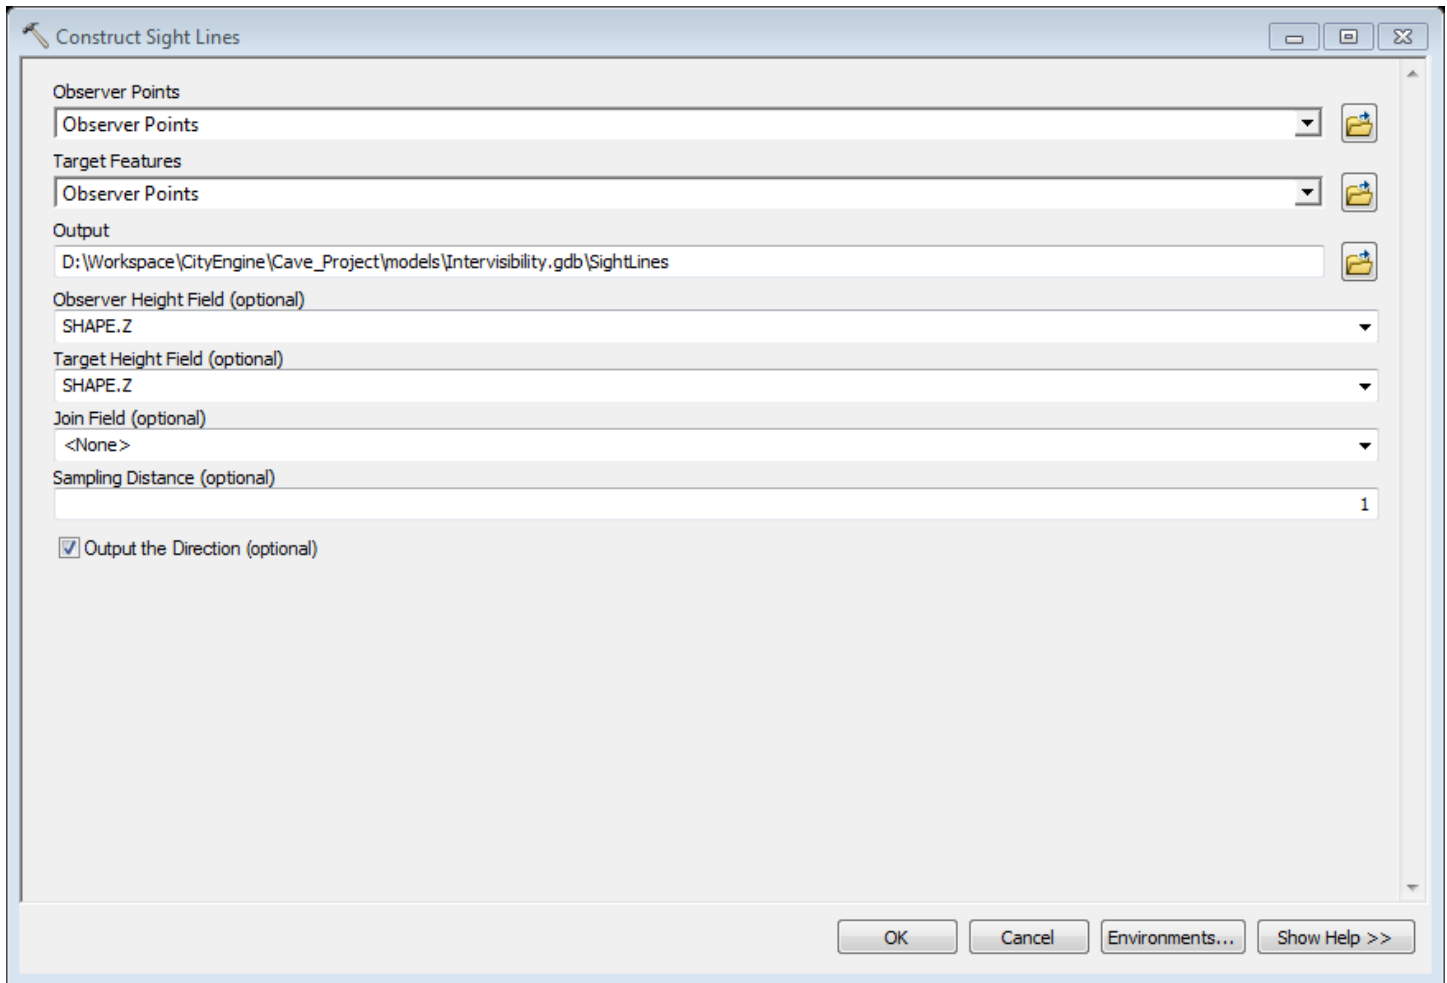 Construct Sight Lines
Observer Points
Observer Points
Target Features
Observer Points
Output
D:\Workspace\CityEngine\Cave_Project\models\Intervisibility.gdb\SightLines
Observer Height Field (optional)
SHAPE.Z
Target Height Field (optional)
SHAPE.Z
Join Field (optional)
<None>
Sampling Distance (optional)
1
Output the Direction (optional)
OK Cancel Environments... Show Help >>